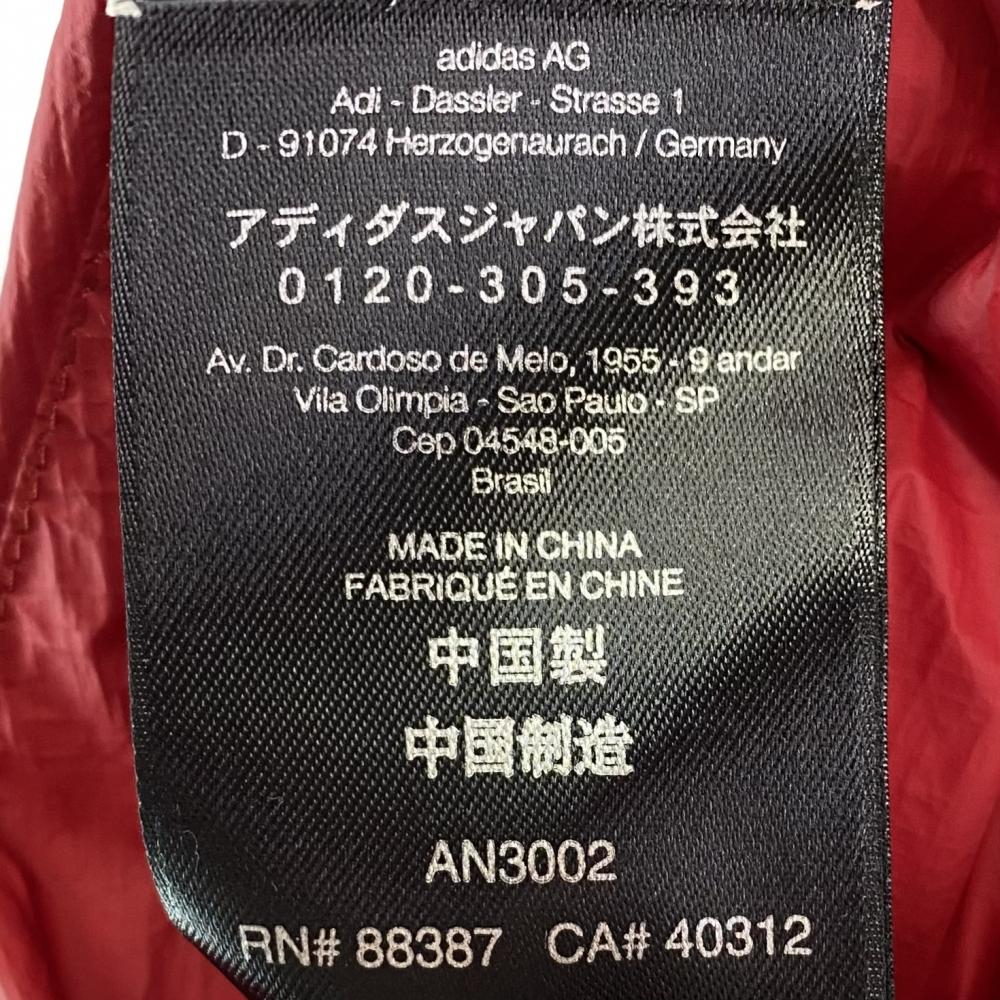 adidas AG
Adi - Dassler - Strasse 1
D - 91074 Herzogenaurach / Germany
アディダスジャパン株式会社
0120-305-393
Av. Dr. Cardoso de Melo, 1955 - 9 andar
Vila Olimpia - Sao Paulo - SP
Cep 04548-005
Brasil
MADE IN CHINA
FABRIQUÉ EN CHINE
中国製
中国制造
AN3002
RN# 88387 CA# 40312